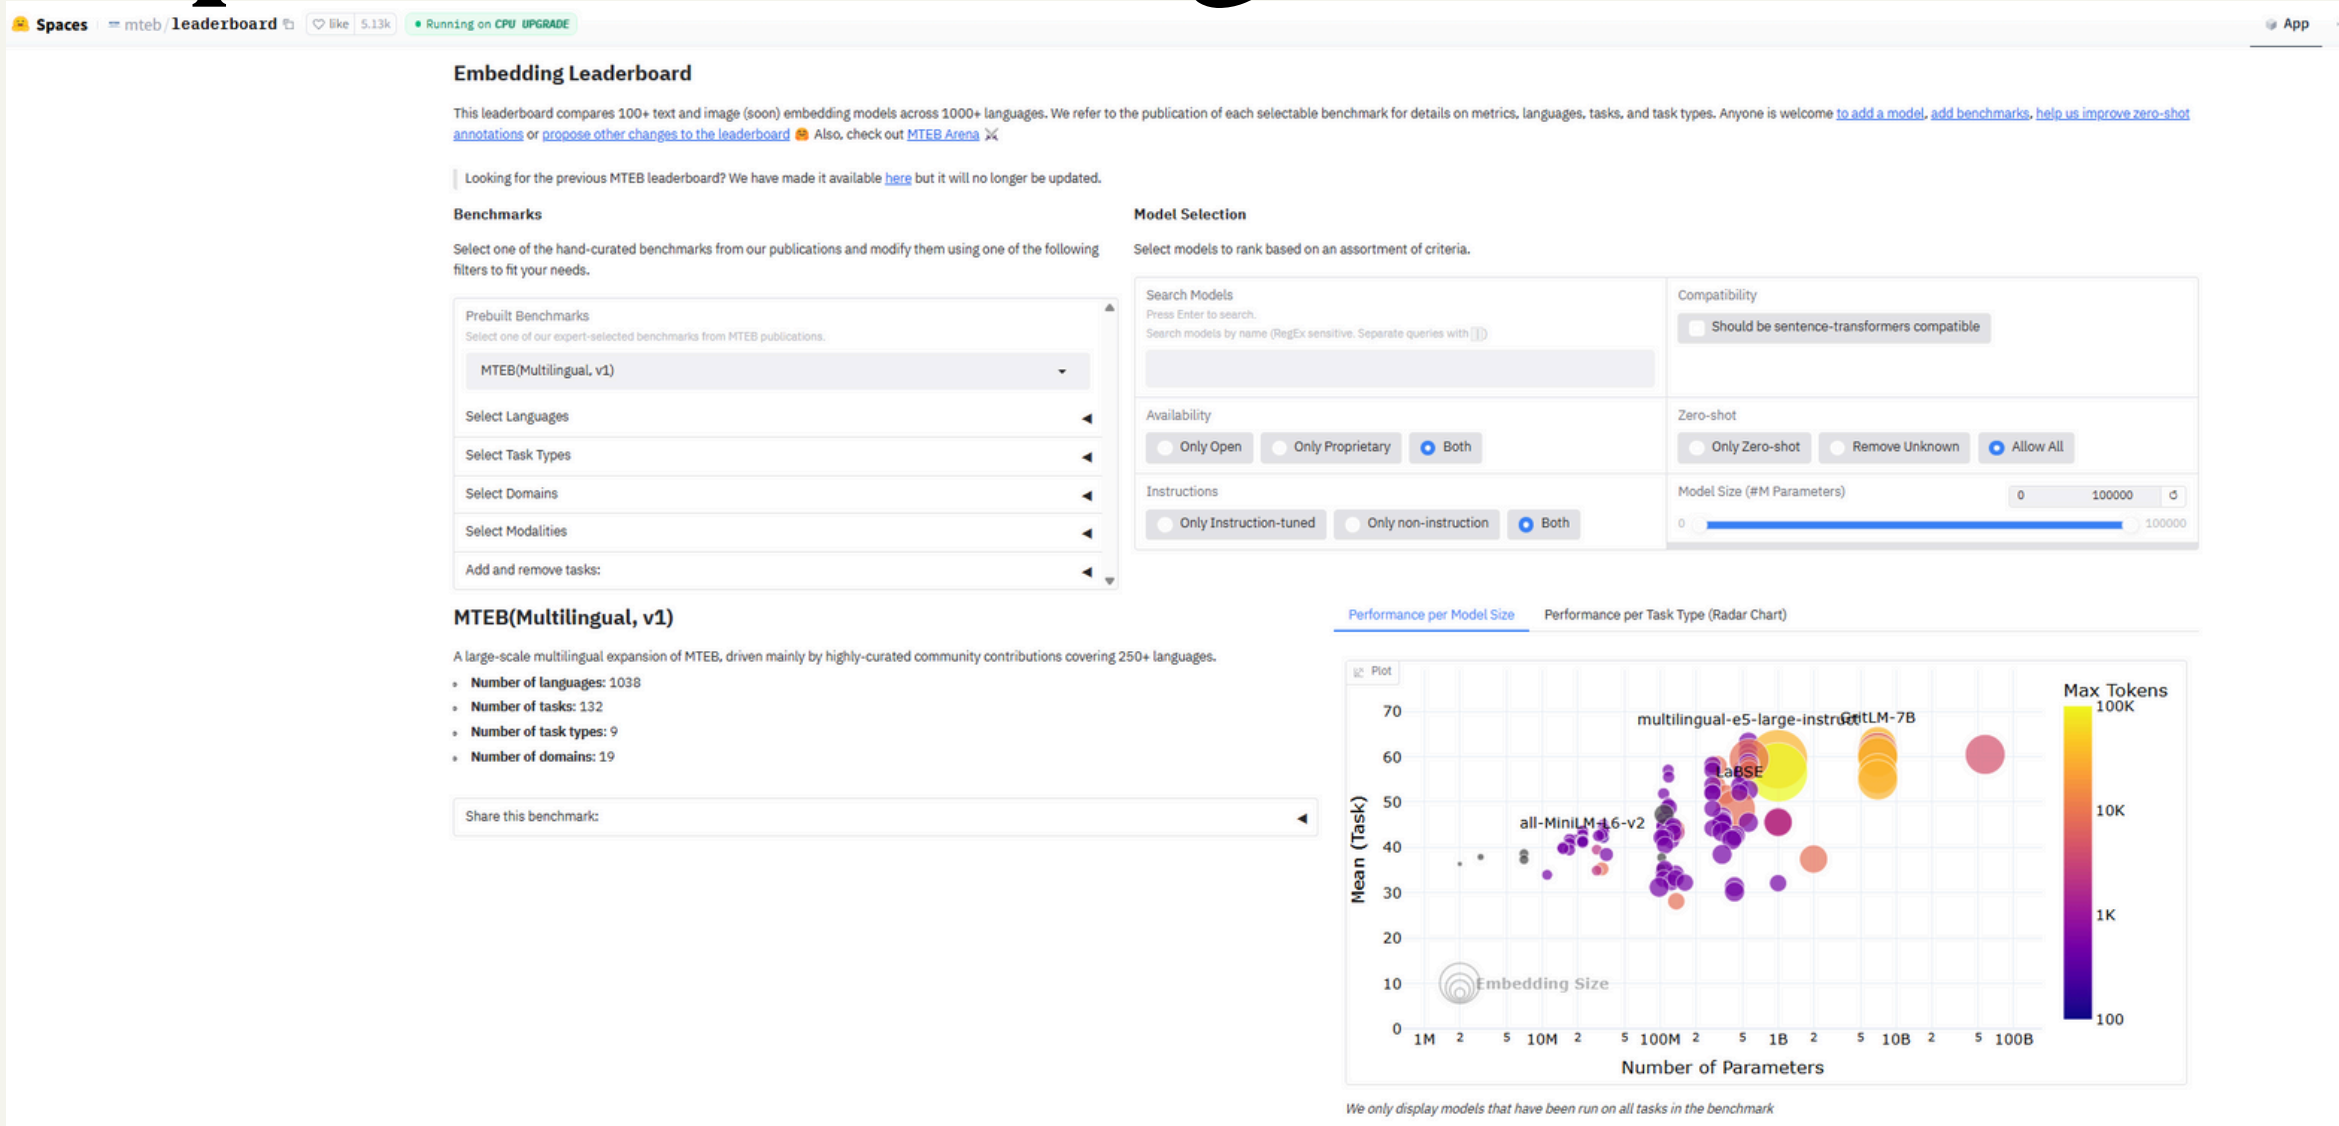 Spaces mteb/leaderboard like 5.13k Running on CPU UPGRADE App
Embedding Leaderboard
This leaderboard compares 100+ text and image (soon) embedding models across 1000+ languages. We refer to the publication of each selectable benchmark for details on metrics, languages, tasks, and task types. Anyone is welcome to add a model, add benchmarks, help us improve zero-shot
annotations or propose other changes to the leaderboard 🤗 Also, check out MTEB Arena ⚔
Looking for the previous MTEB leaderboard? We have made it available here but it will no longer be updated.
Benchmarks
Select one of the hand-curated benchmarks from our publications and modify them using one of the following
filters to fit your needs.
Prebuilt Benchmarks
Select one of our expert-selected benchmarks from MTEB publications.
MTEB(Multilingual, v1)
Select Languages
Select Task Types
Select Domains
Select Modalities
Add and remove tasks:
Model Selection
Select models to rank based on an assortment of criteria.
Search Models
Press Enter to search.
Search models by name (RegEx sensitive. Separate queries with |)
Compatibility
Should be sentence-transformers compatible
Availability
Only Open Only Proprietary Both
Zero-shot
Only Zero-shot Remove Unknown Allow All
Instructions
Only Instruction-tuned Only non-instruction Both
Model Size (#M Parameters) 0 100000
0 100000
MTEB(Multilingual, v1)
A large-scale multilingual expansion of MTEB, driven mainly by highly-curated community contributions covering 250+ languages.
Number of languages: 1038
Number of tasks: 132
Number of task types: 9
Number of domains: 19
Share this benchmark:
Performance per Model Size Performance per Task Type (Radar Chart)
Plot
Max Tokens
100K
10K
1K
100
multilingual-e5-large-instruct GritLM-7B
LaBSE
all-MiniLM-L6-v2
Embedding Size
Mean (Task)
70
60
50
40
30
20
10
0
1M 2 5 10M 2 5 100M 2 5 1B 2 5 10B 2 5 100B
Number of Parameters
We only display models that have been run on all tasks in the benchmark